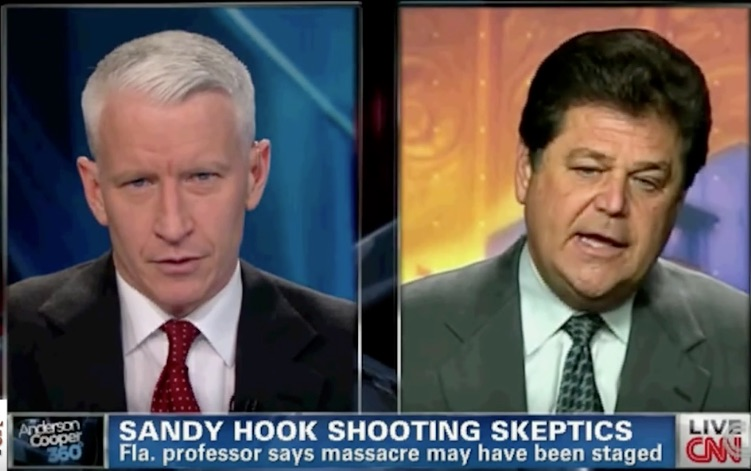 Anderson
Cooper
360°
SANDY HOOK SHOOTING SKEPTICS
Fla. professor says massacre may have been staged
LIVE
CNN